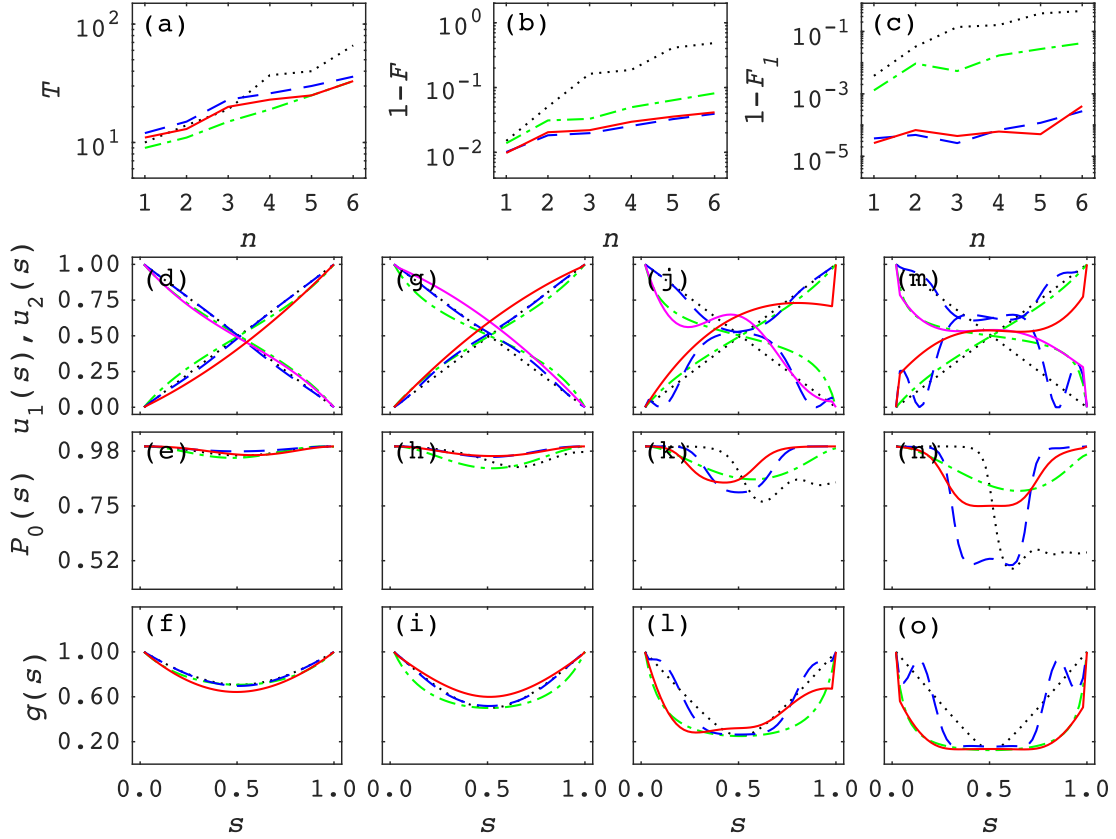 (a) (b) (c)
10² 10⁰ 10⁻¹
T 1-F 10⁻¹ 1-F₁ 10⁻³
10¹ 10⁻² 10⁻⁵
1 2 3 4 5 6 1 2 3 4 5 6 1 2 3 4 5 6
n n n
(d) (g) (j) (m)
u₁(s),u₂(s)
1.00
0.75
0.50
0.25
0.00
(e) (h) (k) (n)
P₀(s)
0.98
0.75
0.52
(f) (i) (l) (o)
g(s)
1.00
0.60
0.20
0.0 0.5 1.0 0.0 0.5 1.0 0.0 0.5 1.0 0.0 0.5 1.0
s s s s